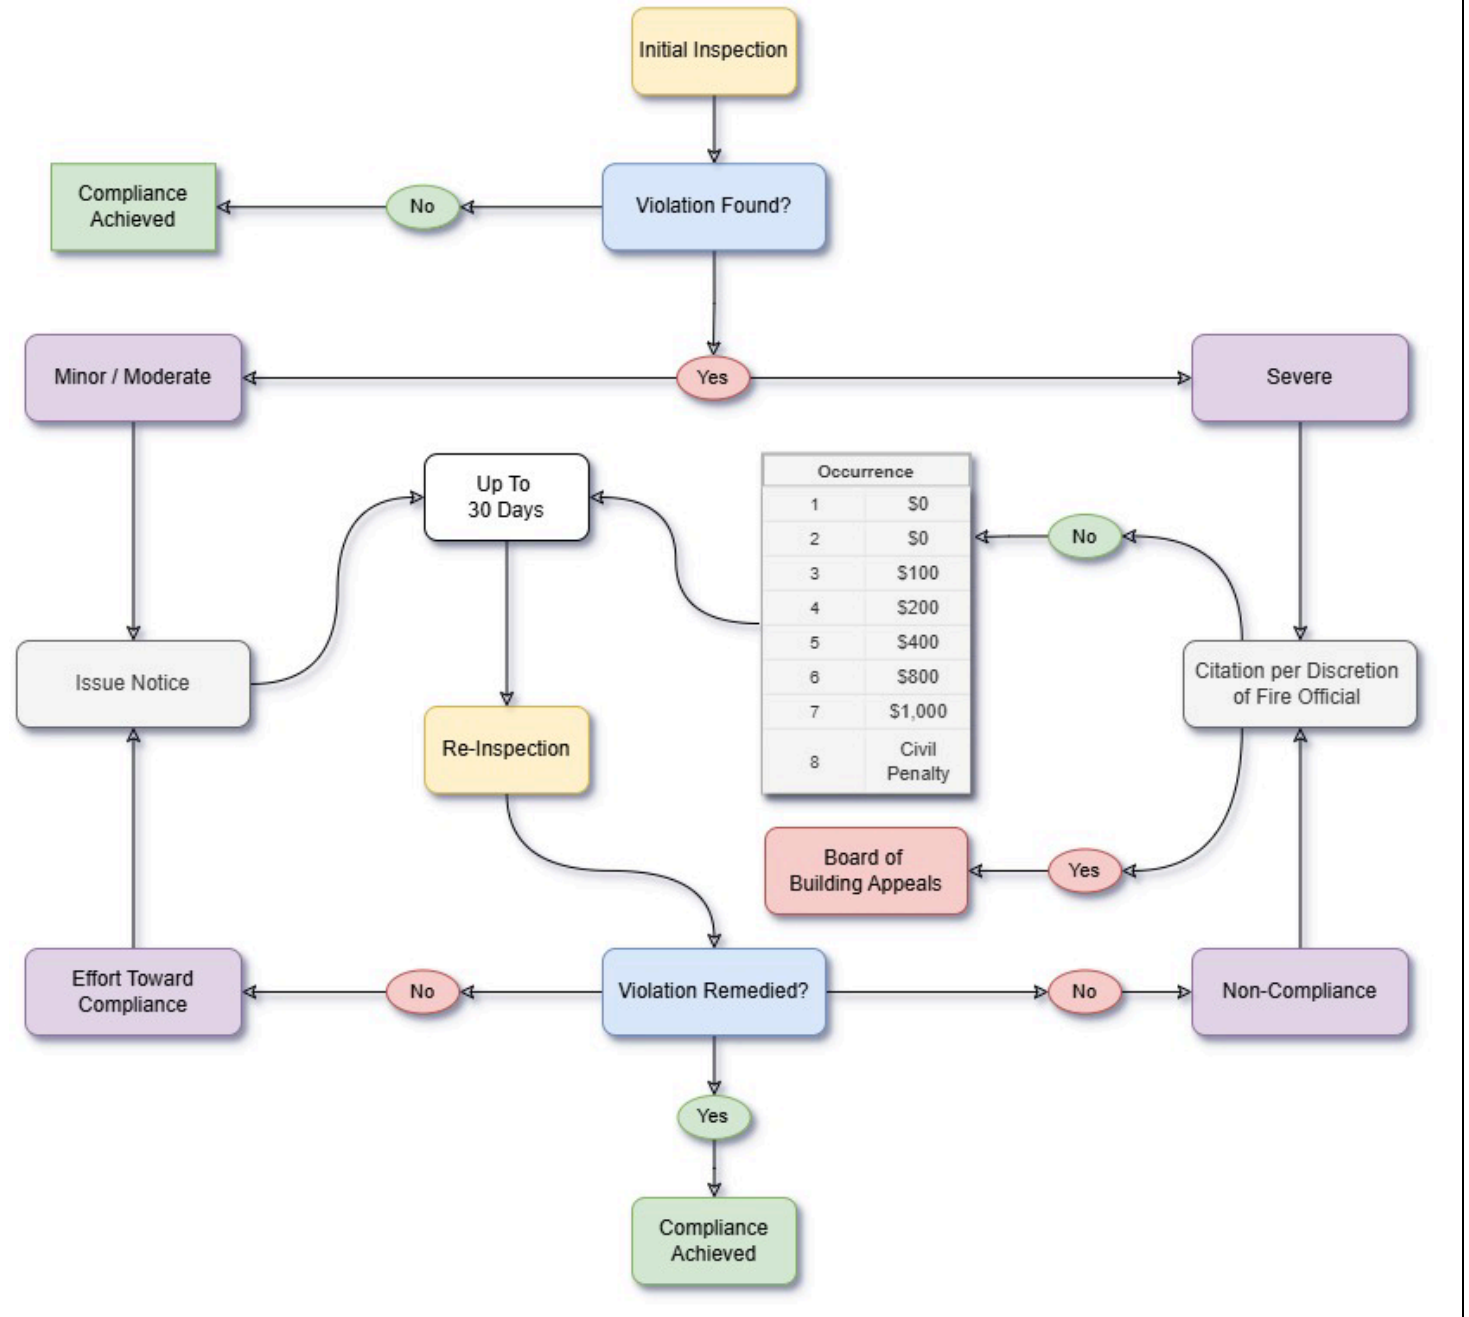 Initial Inspection
Compliance
Achieved
No
Violation Found?
Minor / Moderate
Yes
Severe
Up To
30 Days
Occurrence
1 $0
2 $0
3 $100
4 $200
5 $400
6 $800
7 $1,000
8 Civil
Penalty
No
Issue Notice
Citation per Discretion
of Fire Official
Re-Inspection
Board of
Building Appeals
Yes
Effort Toward
Compliance
No
Violation Remedied?
No
Non-Compliance
Yes
Compliance
Achieved